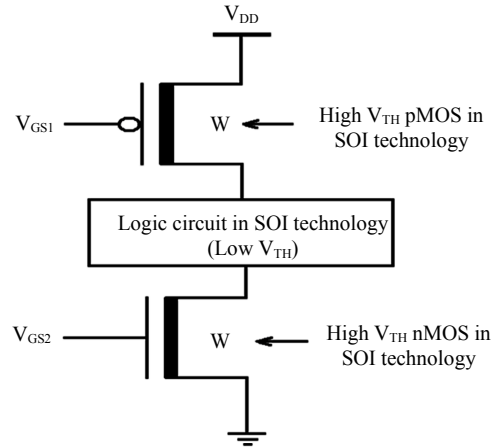 V_DD
V_GS1
W
High V_TH pMOS in
SOI technology
Logic circuit in SOI technology
(Low V_TH)
V_GS2
W
High V_TH nMOS in
SOI technology